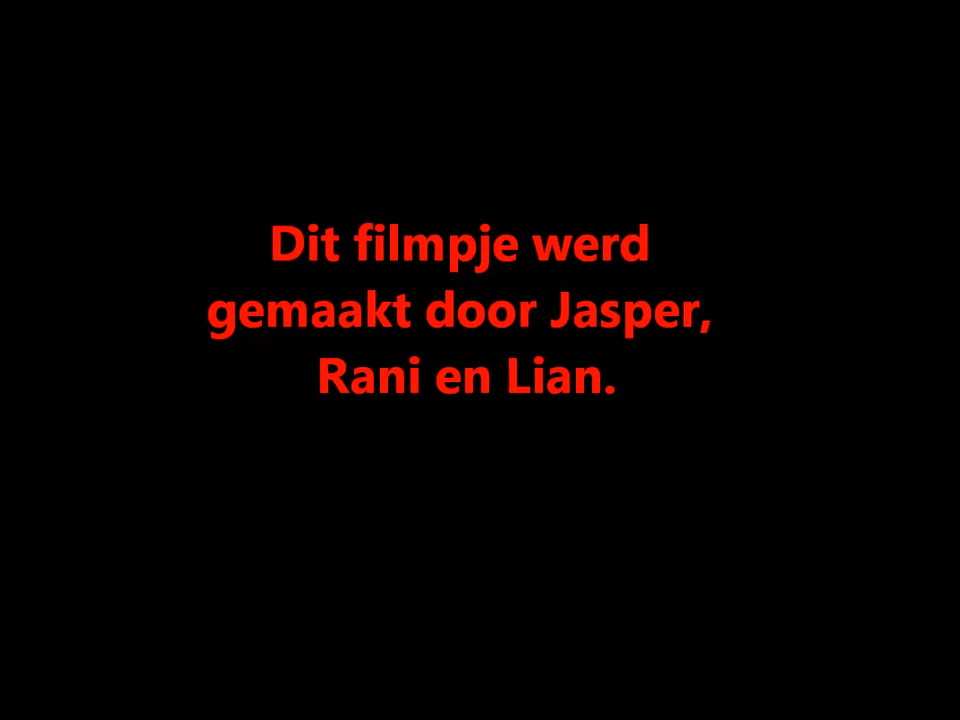 Dit filmpje werd
gemaakt door Jasper,
Rani en Lian.